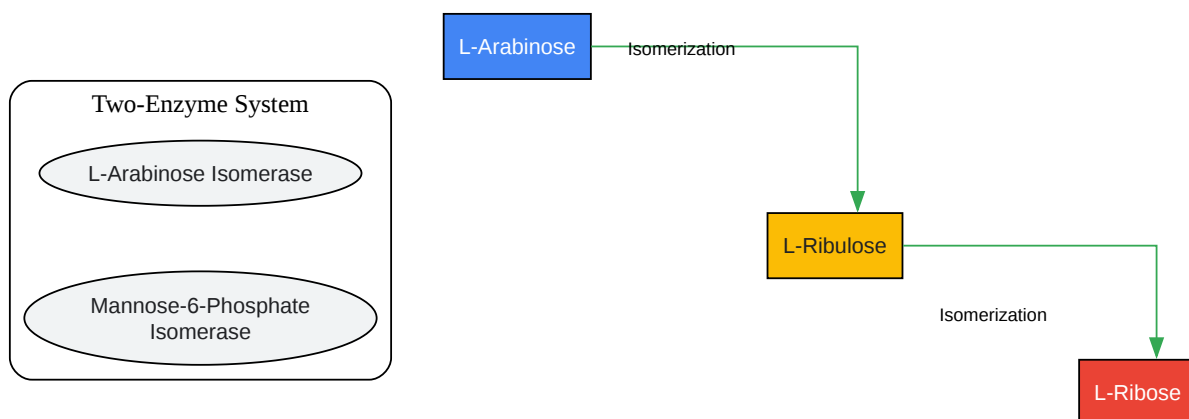 L-Arabinose
Isomerization
Two-Enzyme System
L-Arabinose Isomerase
L-Ribulose
Mannose-6-Phosphate
Isomerase
Isomerization
L-Ribose